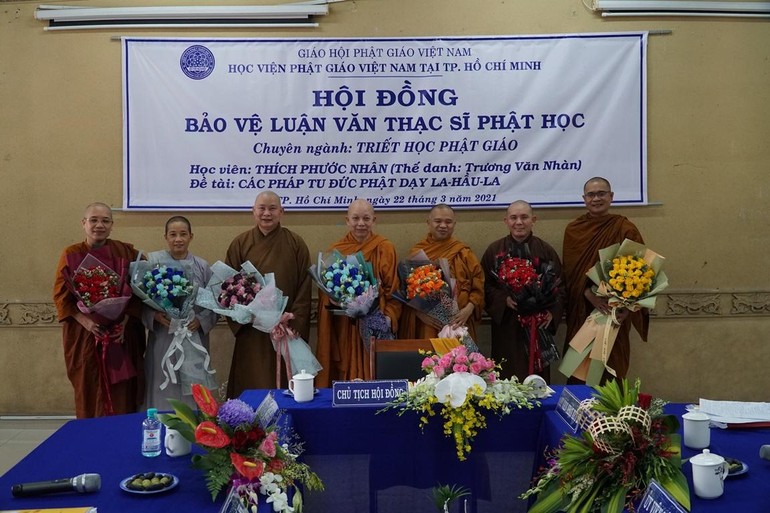 GIÁO HỘI PHẬT GIÁO VIỆT NAM
HỌC VIỆN PHẬT GIÁO VIỆT NAM TẠI TP. HỒ CHÍ MINH
HỘI ĐỒNG
BẢO VỆ LUẬN VĂN THẠC SĨ PHẬT HỌC
Chuyên ngành: TRIẾT HỌC PHẬT GIÁO
Học viên: THÍCH PHƯỚC NHÂN (Thế danh: Trương Văn Nhàn)
Đề tài: CÁC PHÁP TU ĐỨC PHẬT DẠY LA-HẦU-LA
TP. Hồ Chí Minh, ngày 22 tháng 3 năm 2021
CHỦ TỊCH HỘI ĐỒNG